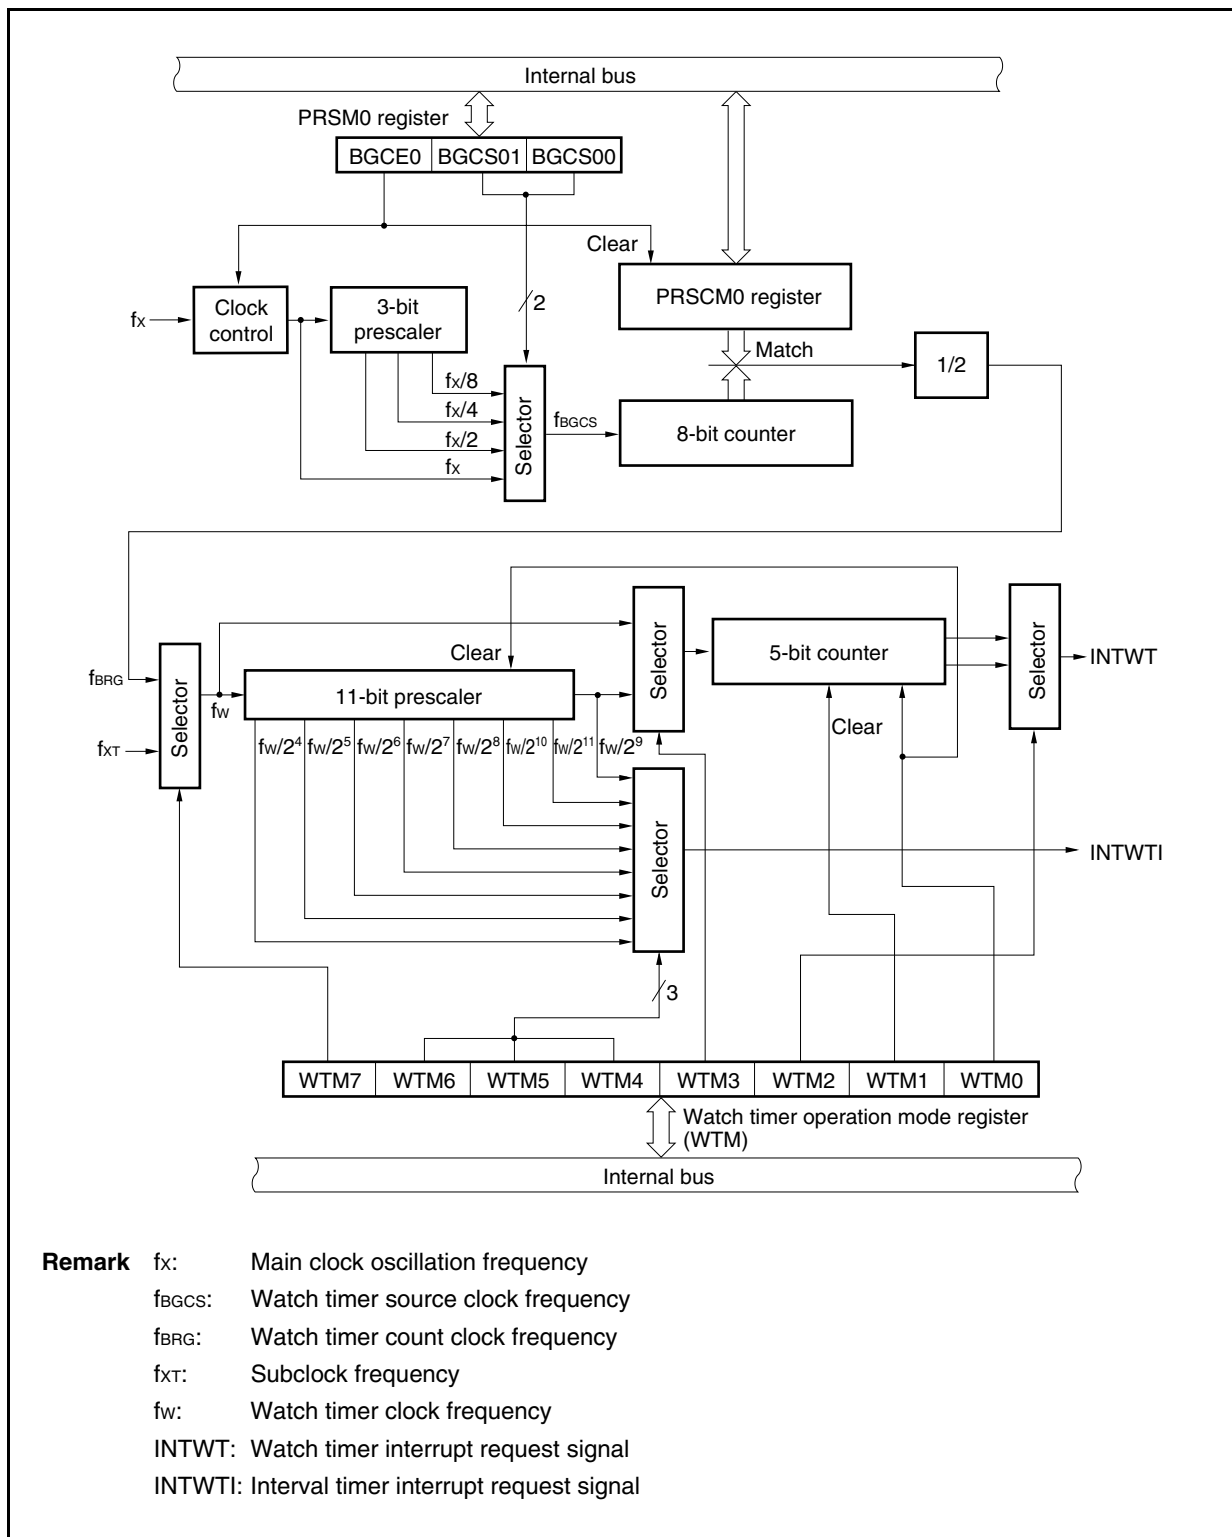 Internal bus
PRSM0 register
BGCE0 BGCS01 BGCS00
Clear
PRSCM0 register
fX
Clock
control
3-bit
prescaler
2
Match
1/2
fX/8
fX/4
fX/2
fX
Selector
fBGCS
8-bit counter
fBRG
fXT
Selector
fW
Clear
11-bit prescaler
fW/2⁴ fW/2⁵ fW/2⁶ fW/2⁷ fW/2⁸ fW/2¹⁰ fW/2¹¹ fW/2⁹
Selector
5-bit counter
Clear
Selector
INTWT
Selector
INTWTI
3
WTM7 WTM6 WTM5 WTM4 WTM3 WTM2 WTM1 WTM0
Watch timer operation mode register
(WTM)
Internal bus
Remark fX: Main clock oscillation frequency
fBGCS: Watch timer source clock frequency
fBRG: Watch timer count clock frequency
fXT: Subclock frequency
fW: Watch timer clock frequency
INTWT: Watch timer interrupt request signal
INTWTI: Interval timer interrupt request signal